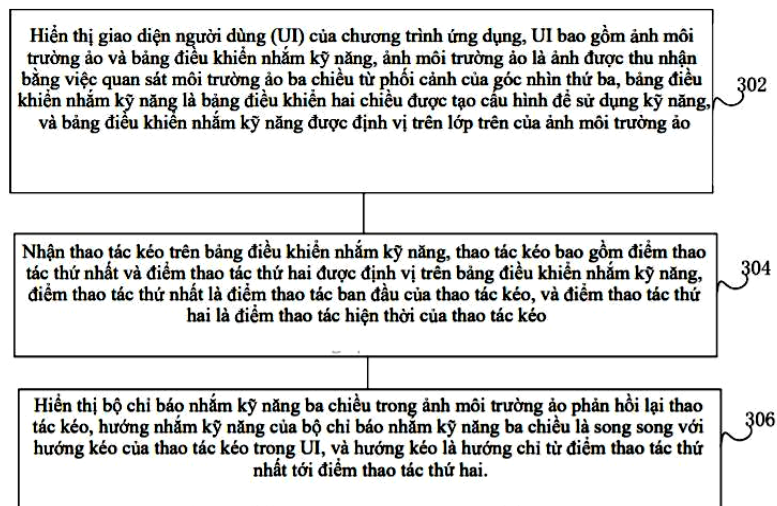 Hiển thị giao diện người dùng (UI) của chương trình ứng dụng, UI bao gồm ảnh môi
trường ảo và bảng điều khiển nhắm kỹ năng, ảnh môi trường ảo là ảnh được thu nhận
bằng việc quan sát môi trường ảo ba chiều từ phối cảnh của góc nhìn thứ ba, bảng điều
khiển nhắm kỹ năng là bảng điều khiển hai chiều được tạo cấu hình để sử dụng kỹ năng,
và bảng điều khiển nhắm kỹ năng được định vị trên lớp trên của ảnh môi trường ảo
302
Nhận thao tác kéo trên bảng điều khiển nhắm kỹ năng, thao tác kéo bao gồm điểm thao
tác thứ nhất và điểm thao tác thứ hai được định vị trên bảng điều khiển nhắm kỹ năng,
điểm thao tác thứ nhất là điểm thao tác ban đầu của thao tác kéo, và điểm thao tác thứ
hai là điểm thao tác hiện thời của thao tác kéo
304
Hiển thị bộ chỉ báo nhắm kỹ năng ba chiều trong ảnh môi trường ảo phản hồi lại thao
tác kéo, hướng nhắm kỹ năng của bộ chỉ báo nhắm kỹ năng ba chiều là song song với
hướng kéo của thao tác kéo trong UI, và hướng kéo là hướng chỉ từ điểm thao tác thứ
nhất tới điểm thao tác thứ hai.
306